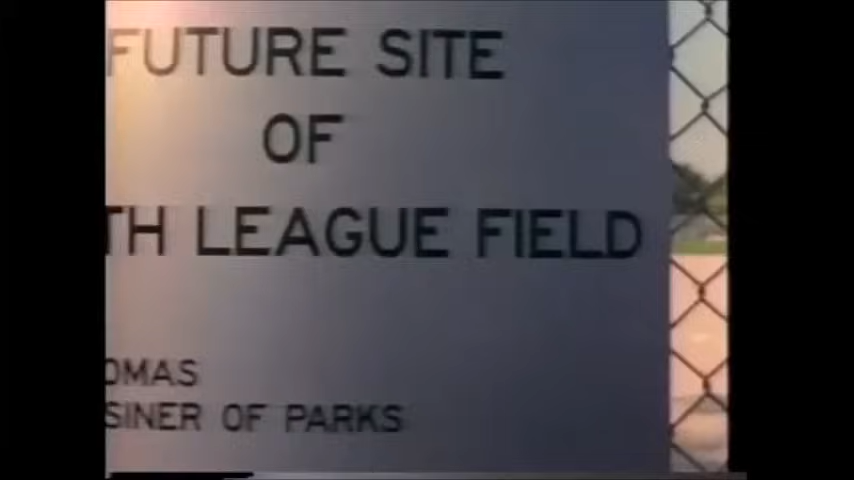 FUTURE SITE
OF
TH LEAGUE FIELD
OMAS
SINER OF PARKS